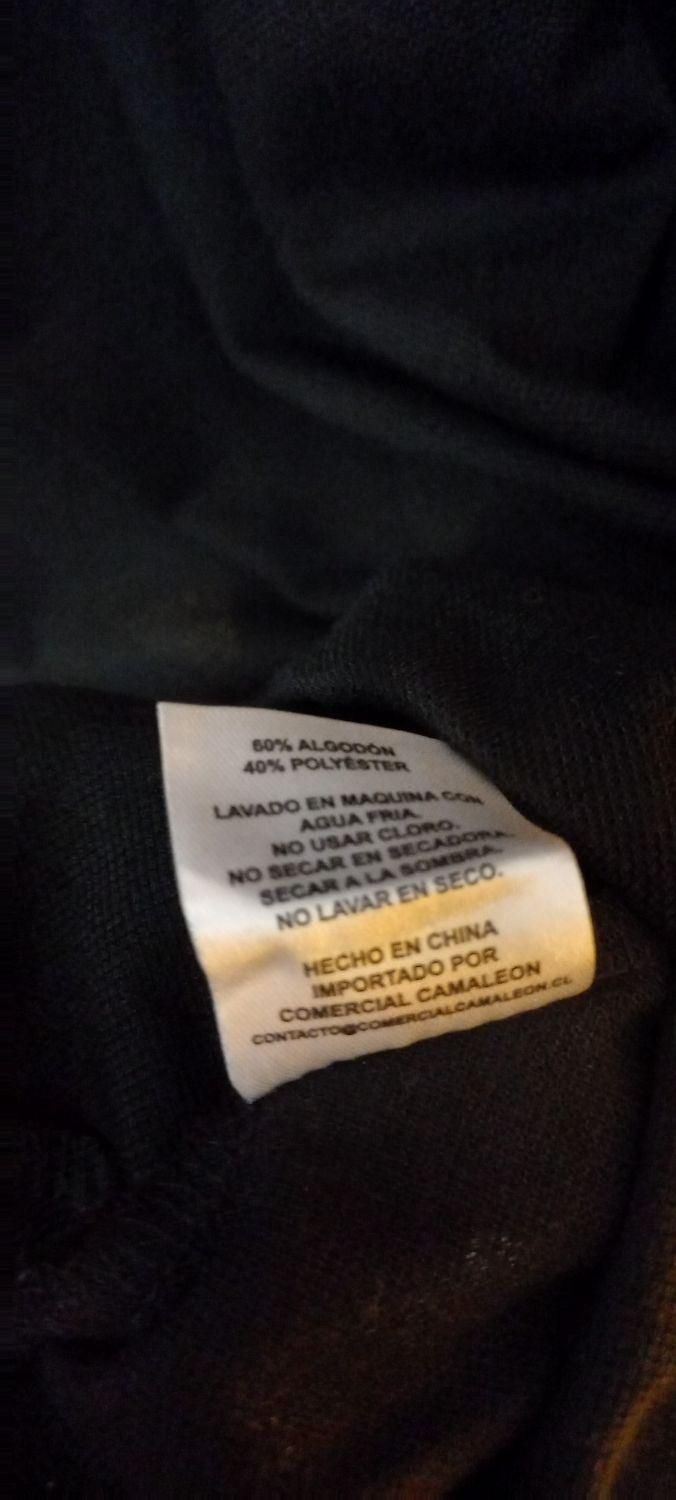 60% ALGODÓN
40% POLYÉSTER
LAVADO EN MAQUINA CON
AGUA FRIA.
NO USAR CLORO.
NO SECAR EN SECADORA.
SECAR A LA SOMBRA.
NO LAVAR EN SECO.
HECHO EN CHINA
IMPORTADO POR
COMERCIAL CAMALEON
CONTACTO@COMERCIALCAMALEON.CL